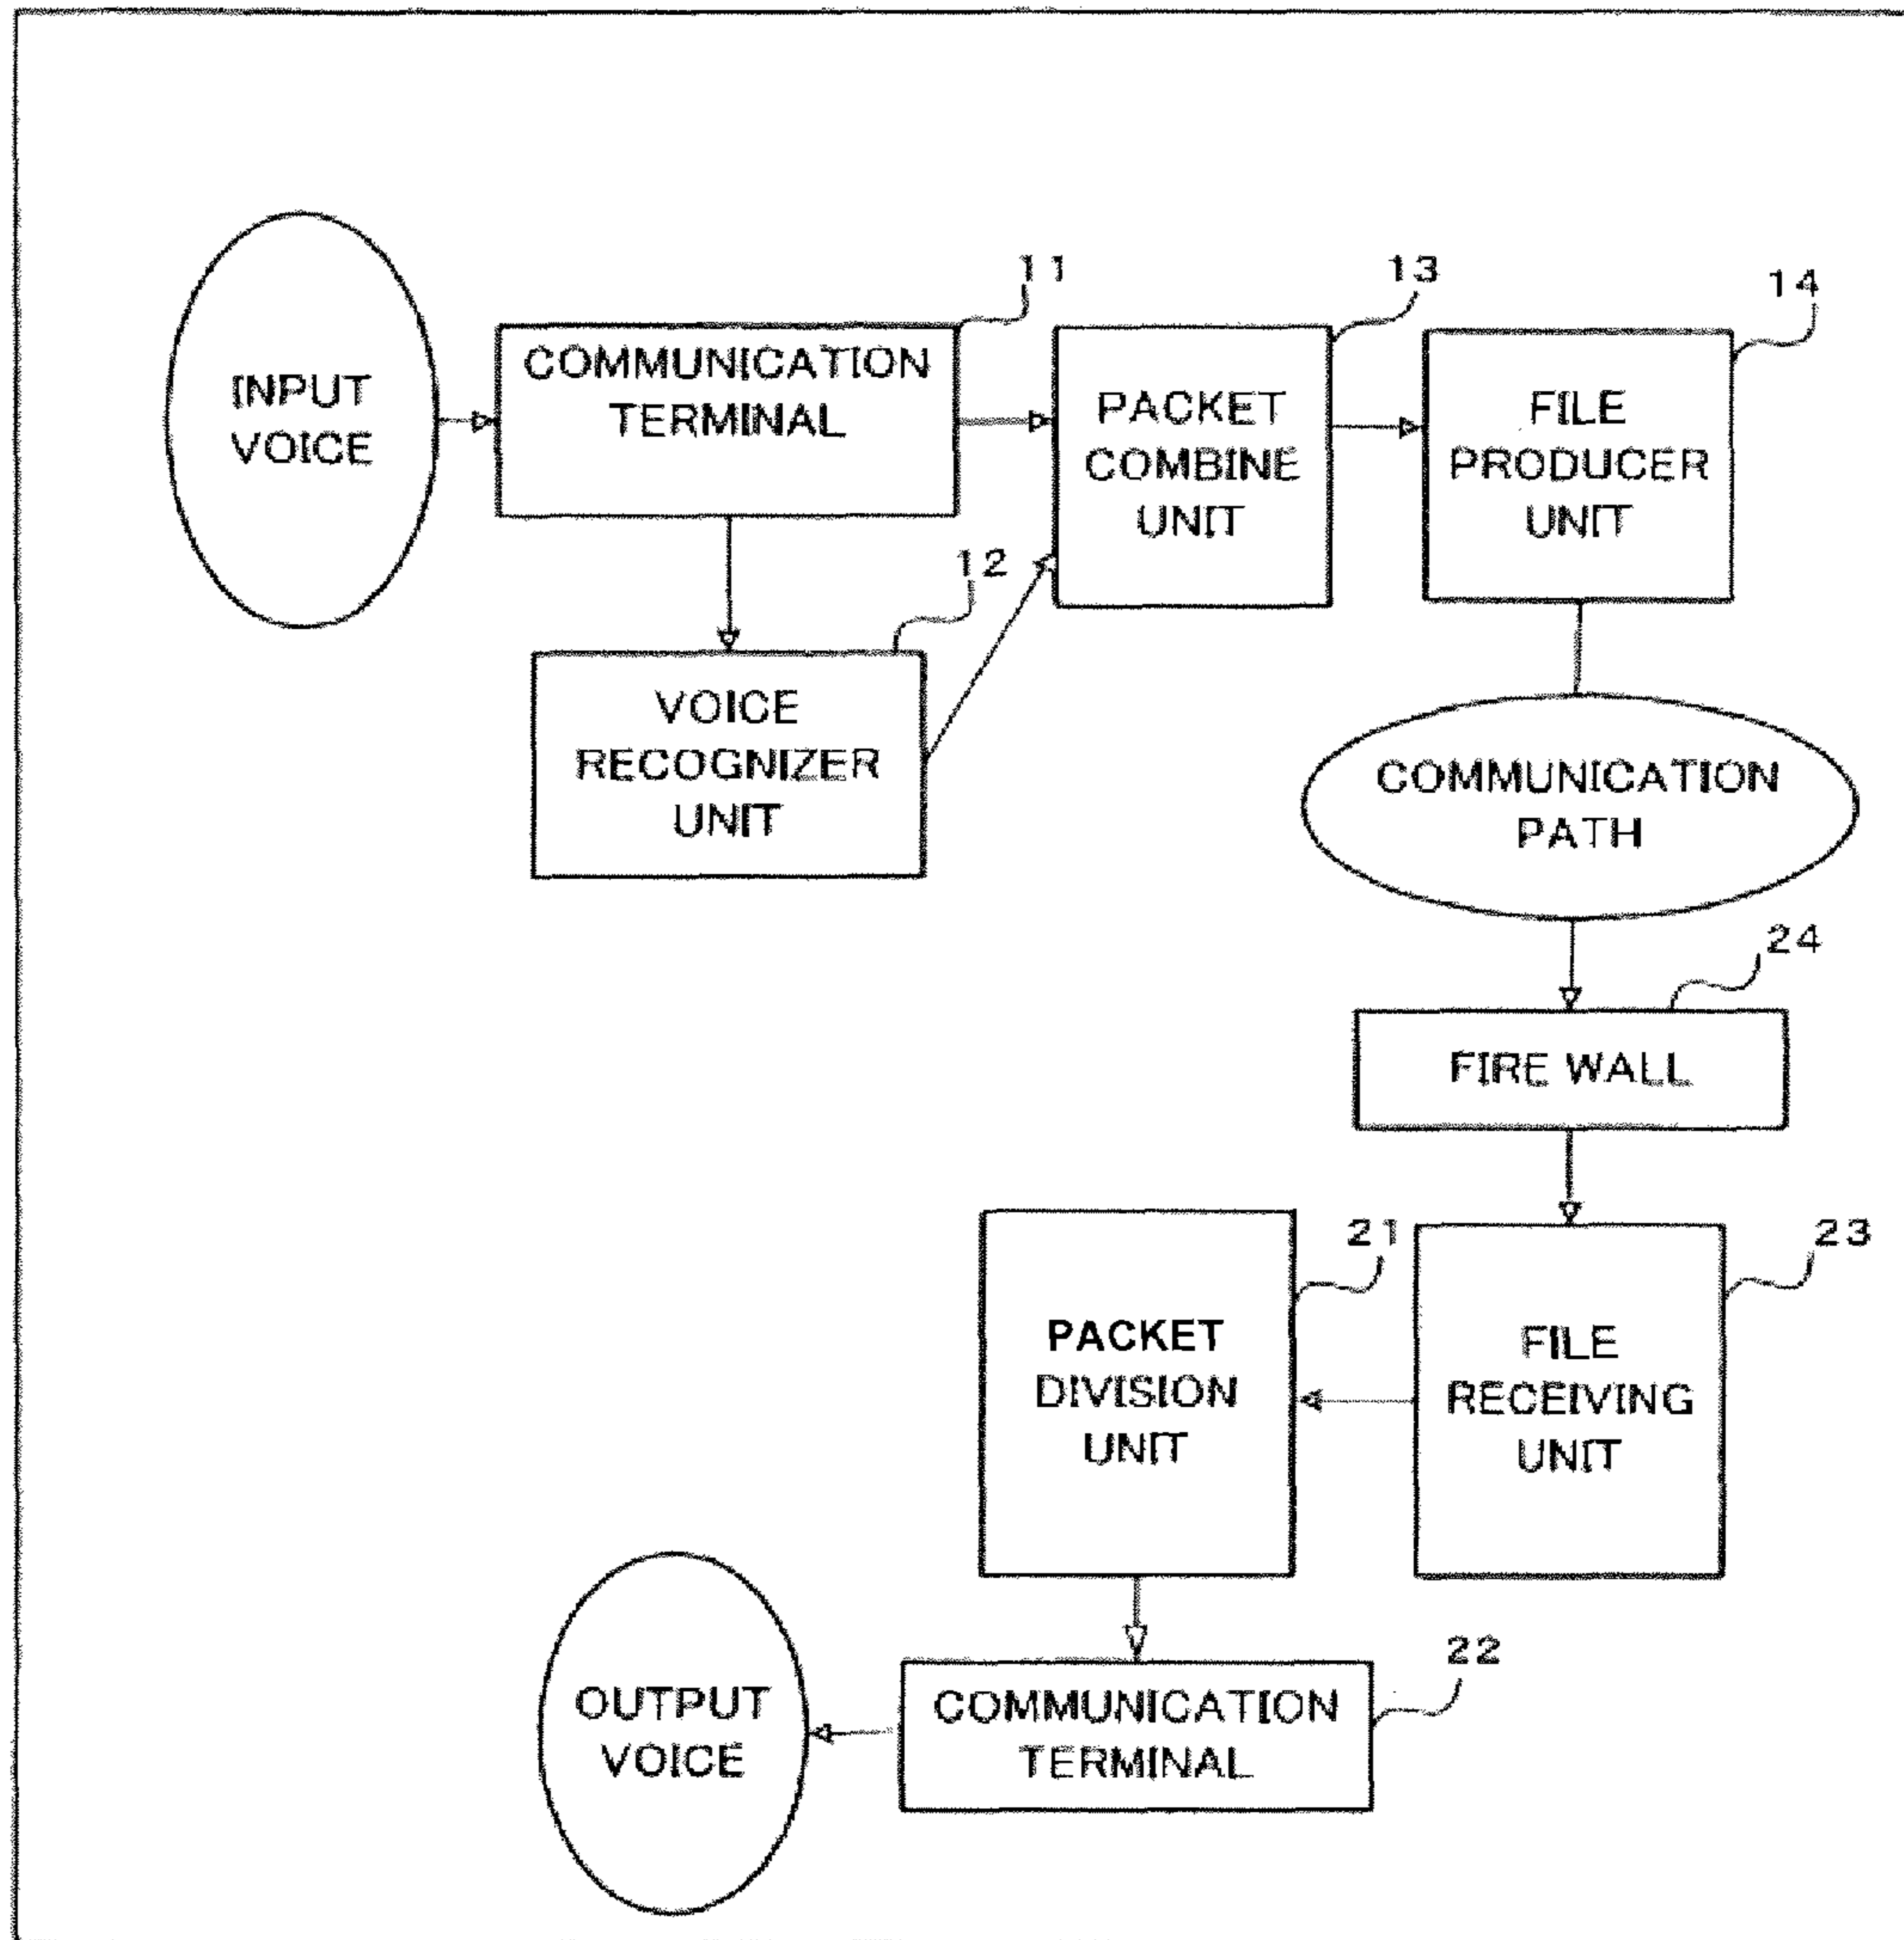 11
13
14
INPUT
VOICE
COMMUNICATION
TERMINAL
PACKET
COMBINE
UNIT
FILE
PRODUCER
UNIT
12
VOICE
RECOGNIZER
UNIT
COMMUNICATION
PATH
24
FIRE WALL
21
23
PACKET
DIVISION
UNIT
FILE
RECEIVING
UNIT
22
OUTPUT
VOICE
COMMUNICATION
TERMINAL